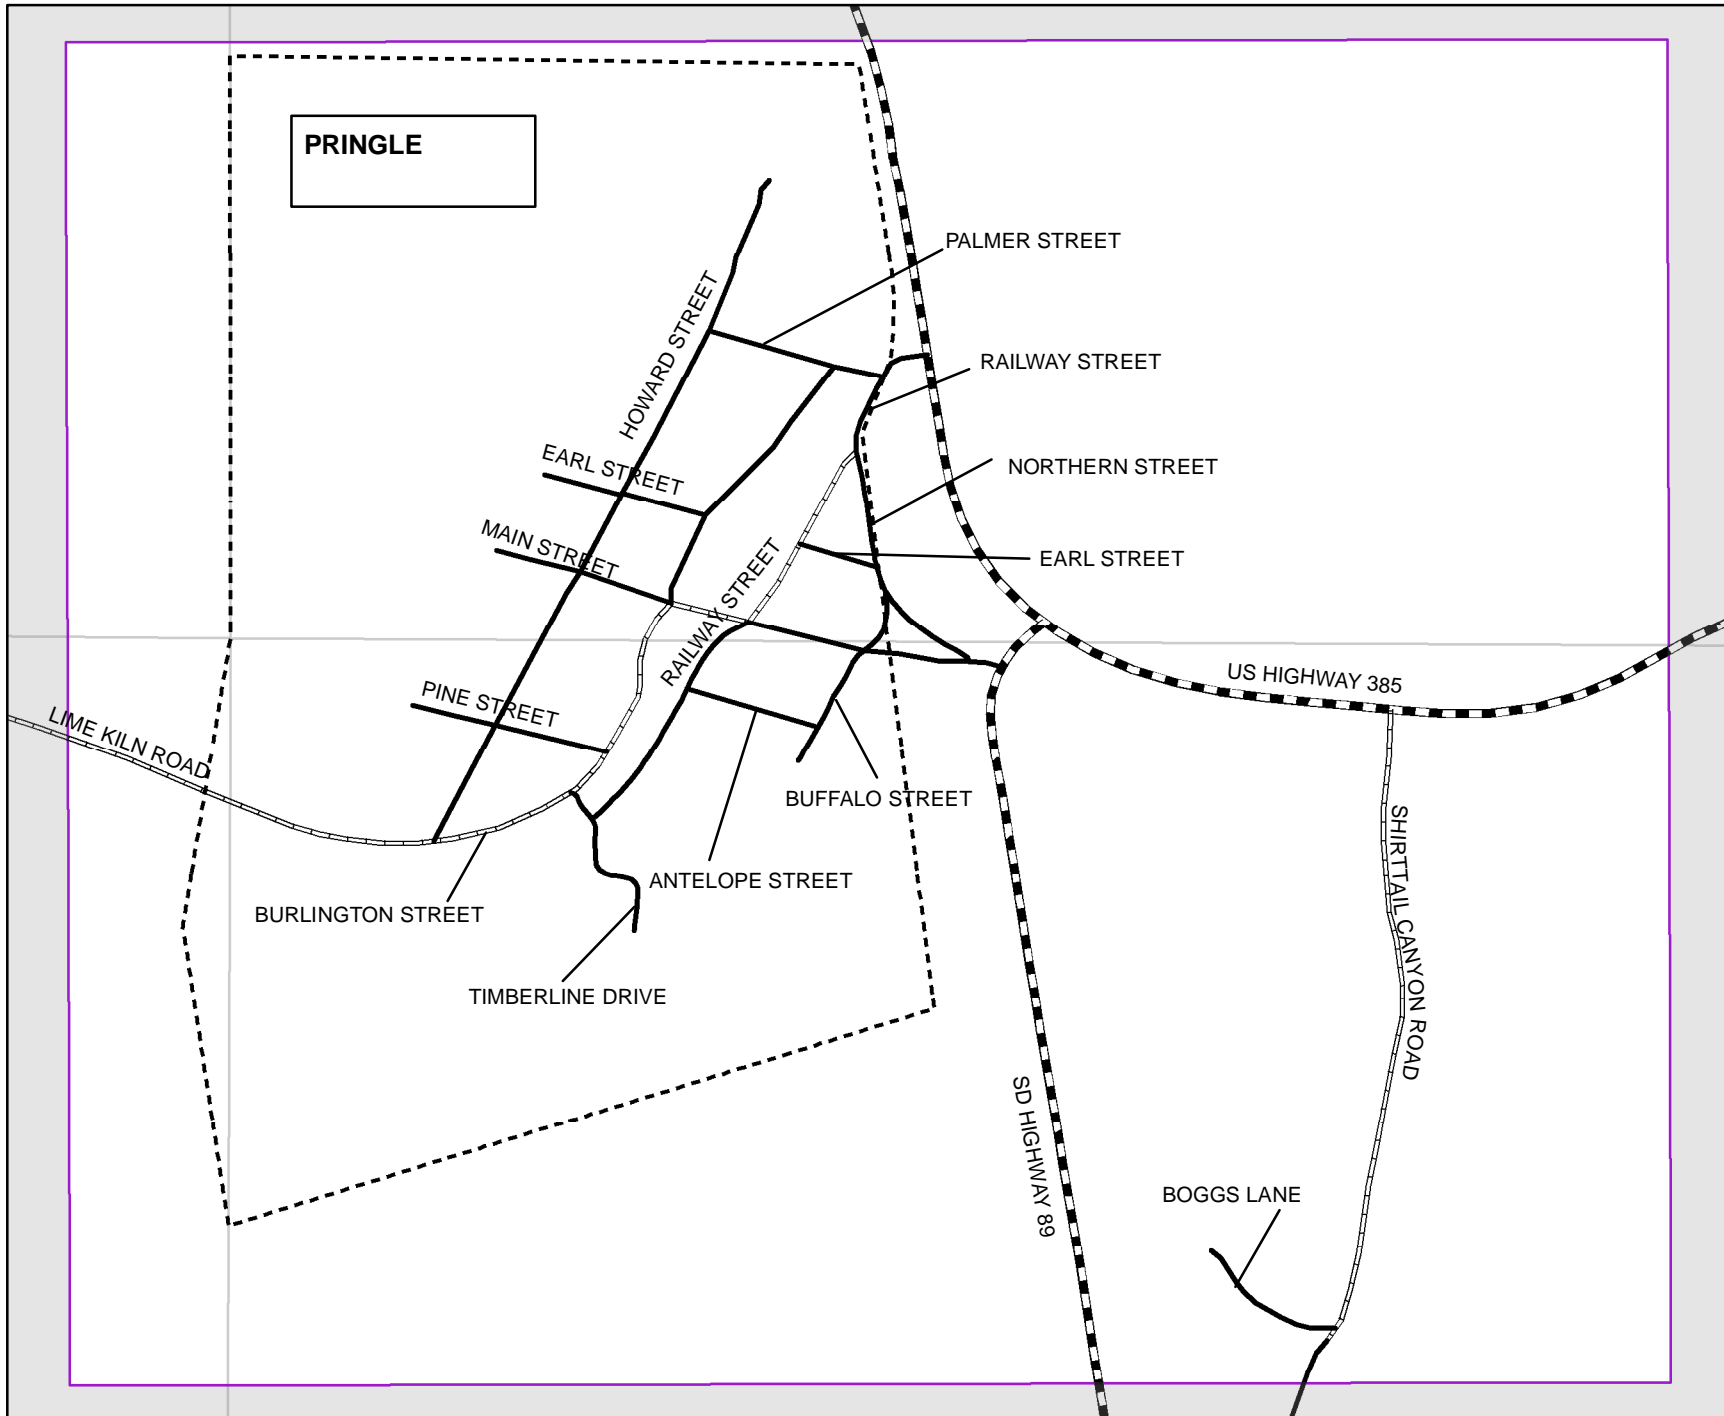 PRINGLE
PALMER STREET
HOWARD STREET
RAILWAY STREET
EARL STREET
NORTHERN STREET
MAIN STREET
EARL STREET
RAILWAY STREET
US HIGHWAY 385
PINE STREET
LIME KILN ROAD
BUFFALO STREET
SHIRTTAIL CANYON ROAD
ANTELOPE STREET
BURLINGTON STREET
TIMBERLINE DRIVE
SD HIGHWAY 89
BOGGS LANE